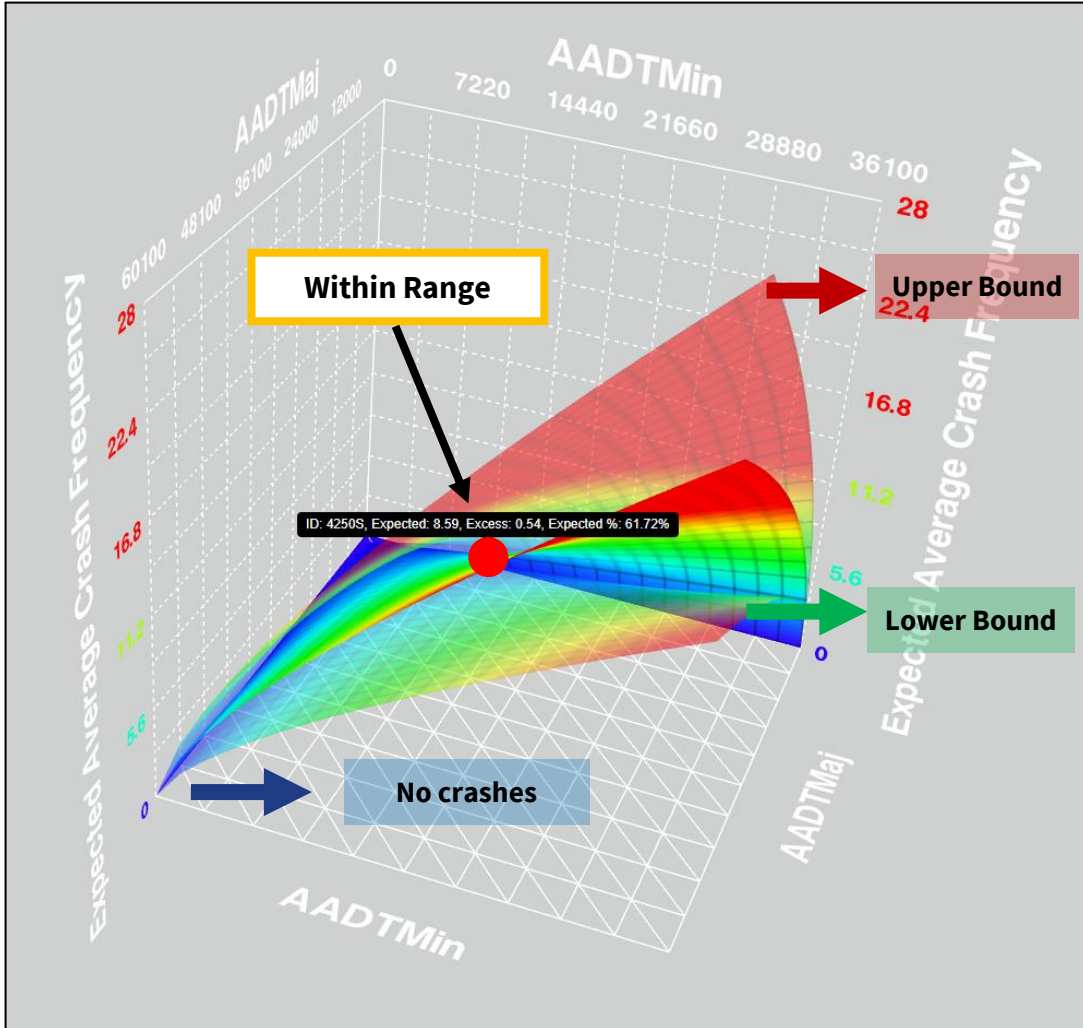 AADTMaj
60100
48100
36100
24000
12000
0
AADTMin
7220
14440
21660
28880
36100
Expected Average Crash Frequency
28
22.4
16.8
11.2
5.6
0
Within Range
ID: 4250S, Expected: 8.59, Excess: 0.54, Expected %: 61.72%
Upper Bound
Lower Bound
No crashes
28
22.4
16.8
11.2
5.6
0
Expected Average Crash Frequency
AADTMaj
AADTMin